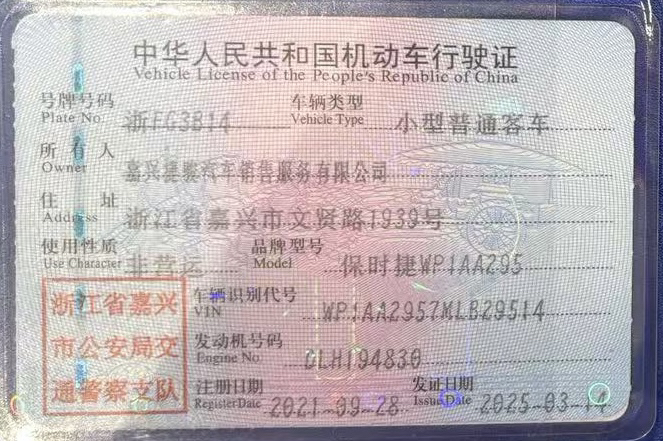 中华人民共和国机动车行驶证
Vehicle License of the People's Republic of China
号牌号码 浙FG3B14 车辆类型 小型普通客车
Plate No. Vehicle Type
所有人 嘉兴捷骏汽车销售服务有限公司
Owner
住址 浙江省嘉兴市文贤路1939号
Address
使用性质 非营运 品牌型号 保时捷WP1AA295
Use Character Model
浙江省嘉兴 车辆识别代号 WP1AA2957MLB29514
VIN
市公安局交 发动机号码 DLH194830
Engine No.
通警察支队 注册日期 2021-09-28 发证日期 2025-03-14
Register Date Issue Date